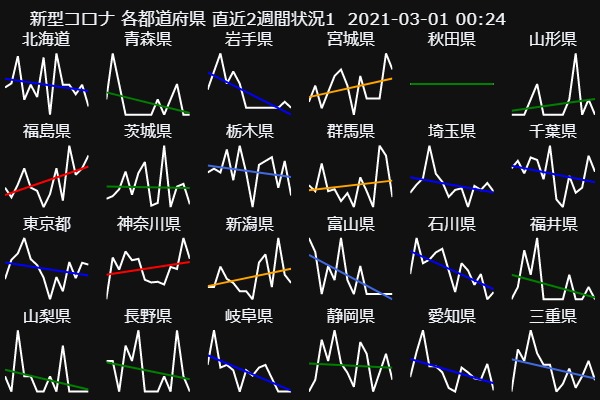 新型コロナ 各都道府県 直近2週間状況1 2021-03-01 00:24
北海道 青森県 岩手県 宮城県 秋田県 山形県
福島県 茨城県 栃木県 群馬県 埼玉県 千葉県
東京都 神奈川県 新潟県 富山県 石川県 福井県
山梨県 長野県 岐阜県 静岡県 愛知県 三重県